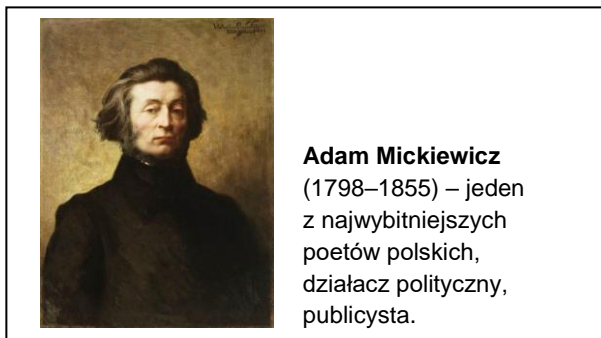 Adam Mickiewicz
(1798–1855) – jeden
z najwybitniejszych
poetów polskich,
działacz polityczny,
publicysta.